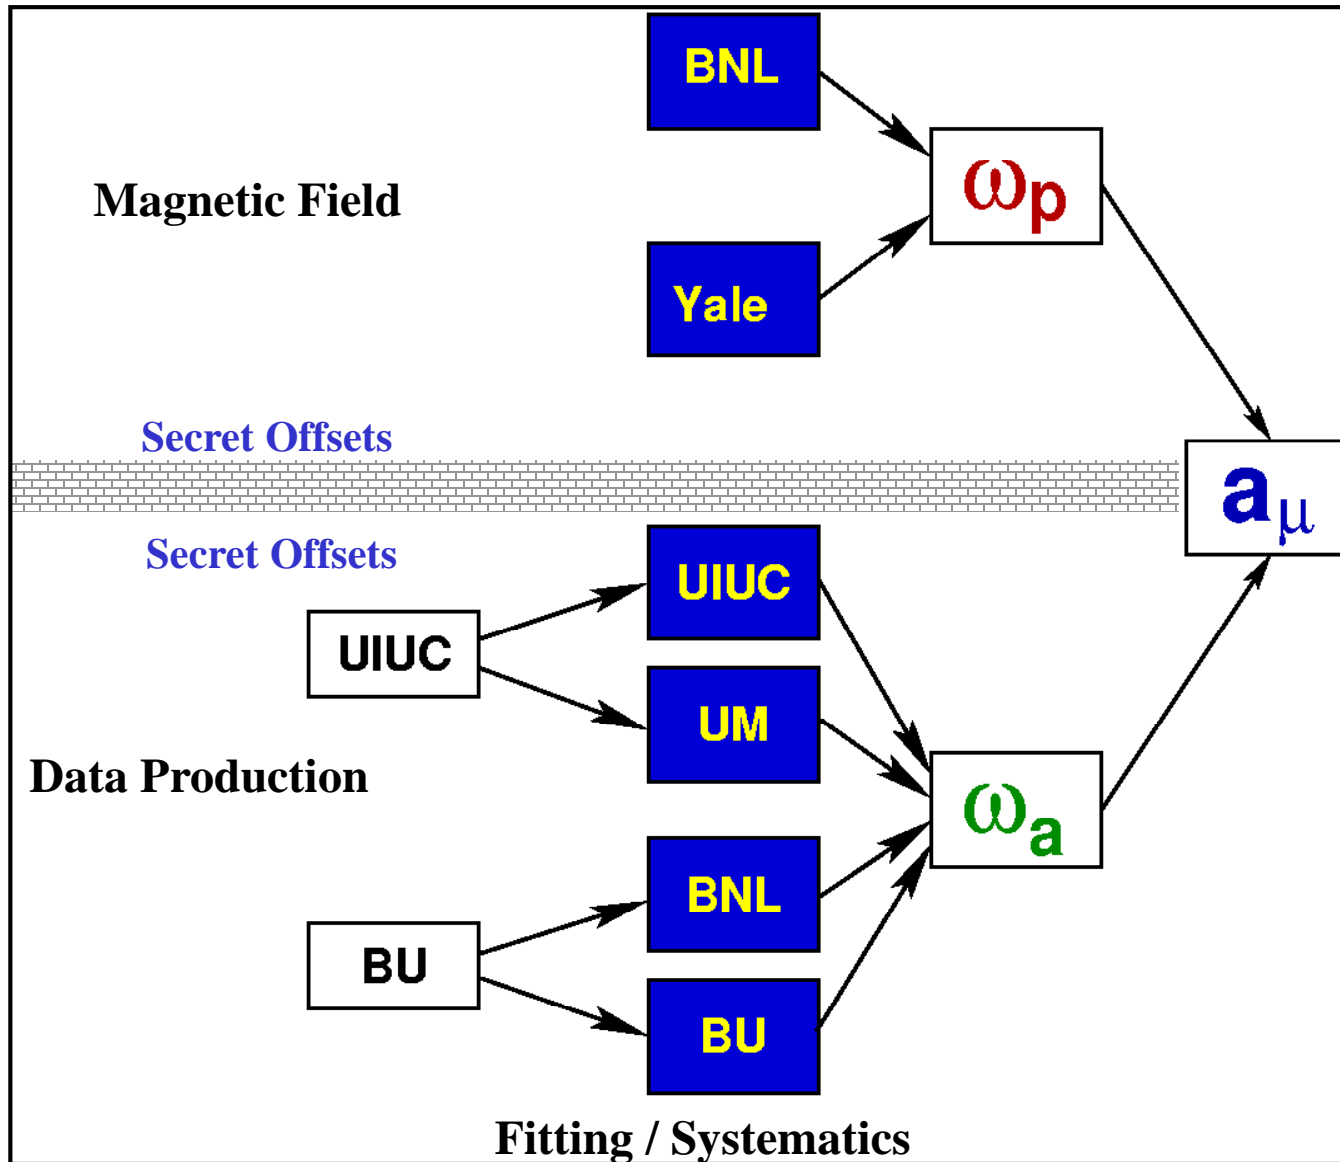 BNL
Magnetic Field
ωp
Yale
Secret Offsets
aμ
Secret Offsets
UIUC
UIUC
UM
Data Production
ωa
BNL
BU
BU
Fitting / Systematics